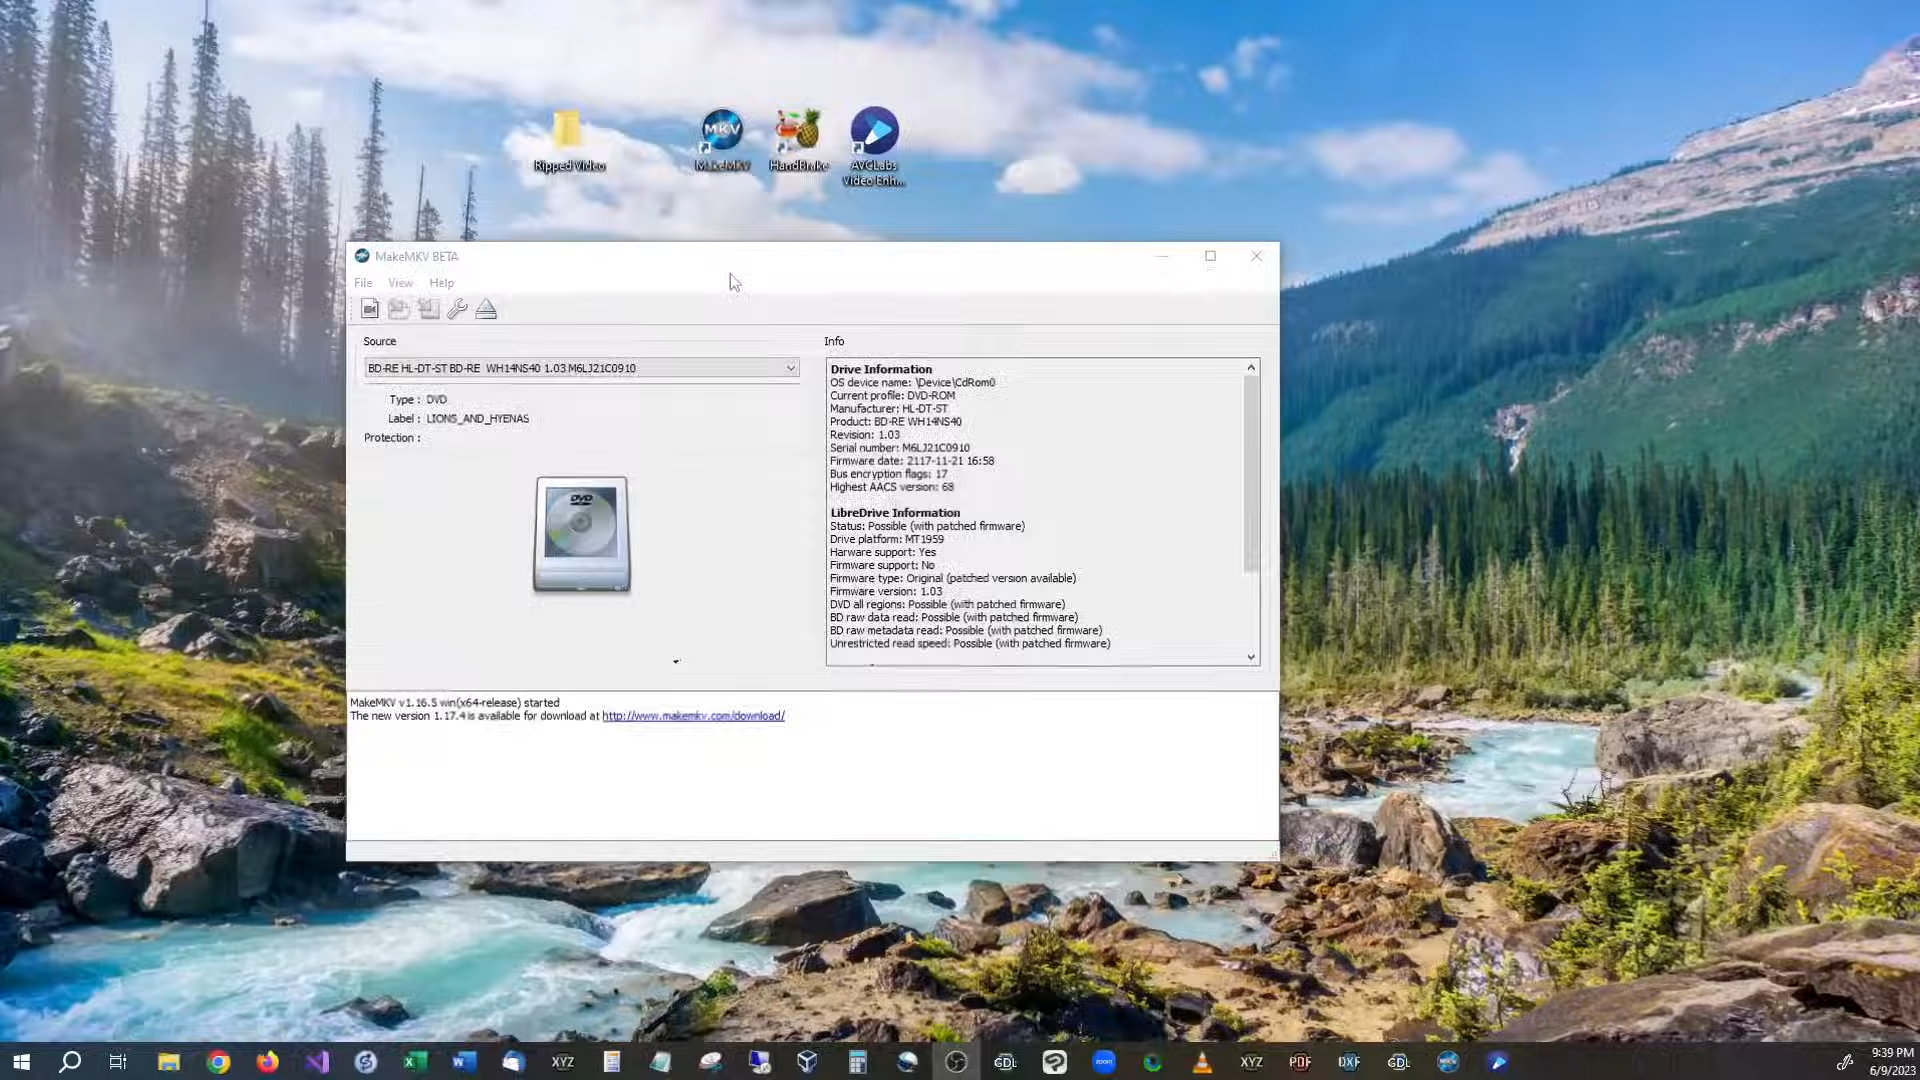 Ripped Video
MKV
MakeMKV
HandBrake
AVCLabs
Video Enh...
MakeMKV BETA
File View Help
Source
BD-RE HL-DT-ST BD-RE WH14NS40 1.03 M6LJ21C0910
Type : DVD
Label : LIONS_AND_HYENAS
Protection :
DVD
Info
Drive Information
OS device name: \Device\CdRom0
Current profile: DVD-ROM
Manufacturer: HL-DT-ST
Product: BD-RE WH14NS40
Revision: 1.03
Serial number: M6LJ21C0910
Firmware date: 2117-11-21 16:58
Bus encryption flags: 17
Highest AACS version: 68
LibreDrive Information
Status: Possible (with patched firmware)
Drive platform: MT1959
Harware support: Yes
Firmware support: No
Firmware type: Original (patched version available)
Firmware version: 1.03
DVD all regions: Possible (with patched firmware)
BD raw data read: Possible (with patched firmware)
BD raw metadata read: Possible (with patched firmware)
Unrestricted read speed: Possible (with patched firmware)
MakeMKV v1.16.5 win(x64-release) started
The new version 1.17.4 is available for download at http://www.makemkv.com/download/
XYZ GDL zoom XYZ PDF DXF GDL
9:39 PM
6/9/2023